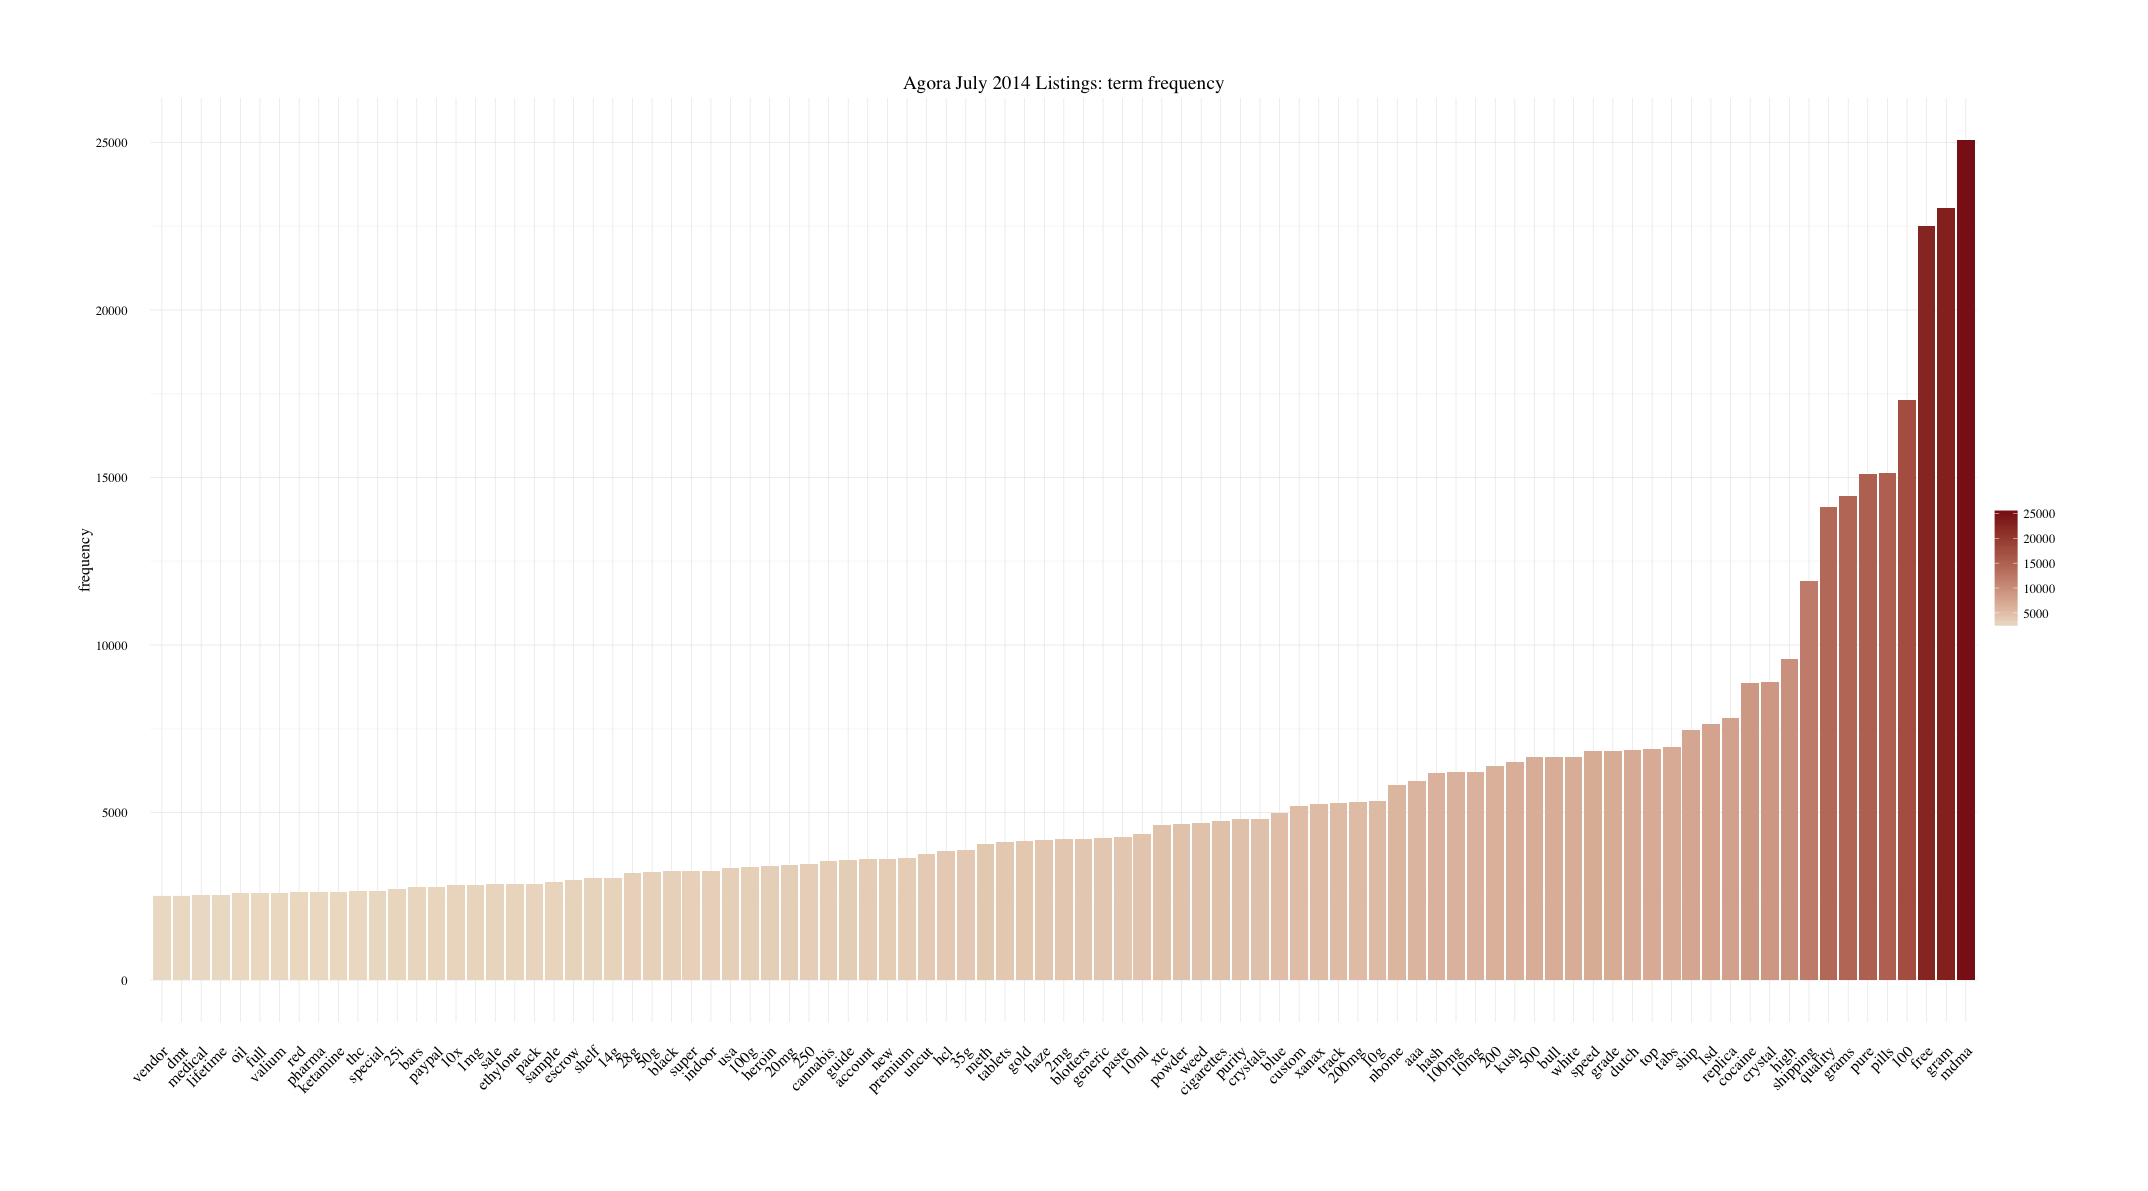 Agora July 2014 Listings: term frequency
frequency
25000
20000
15000
10000
5000
0
vendor
dmt
medical
lifetime
oil
full
valium
red
pharma
ketamine
thc
special
25i
bars
paypal
10x
1mg
sale
ethylone
pack
sample
escrow
shelf
14g
28g
50g
black
super
indoor
usa
100g
heroin
20mg
250
cannabis
guide
account
new
premium
uncut
hcl
35g
meth
tablets
gold
haze
2mg
blotters
generic
paste
10ml
xtc
powder
weed
cigarettes
purity
crystals
blue
custom
xanax
track
200mg
10g
nbome
aaa
hash
100mg
10mg
200
kush
500
bull
white
speed
grade
dutch
top
tabs
ship
lsd
replica
cocaine
crystal
high
shipping
quality
grams
pure
pills
100
free
gram
mdma
25000
20000
15000
10000
5000